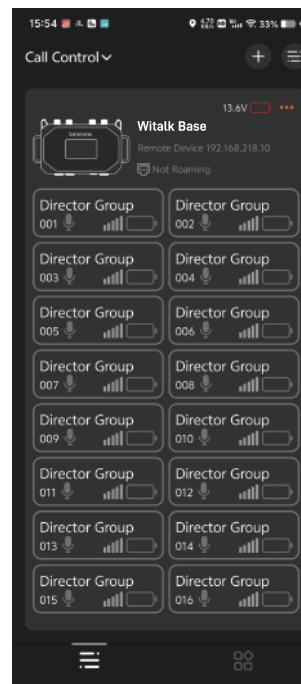 15:54
33%
Call Control
13.6V
Witalk Base
Remote Device 192.168.218.10
Not Roaming
Director Group
001
Director Group
002
Director Group
003
Director Group
004
Director Group
005
Director Group
006
Director Group
007
Director Group
008
Director Group
009
Director Group
010
Director Group
011
Director Group
012
Director Group
013
Director Group
014
Director Group
015
Director Group
016